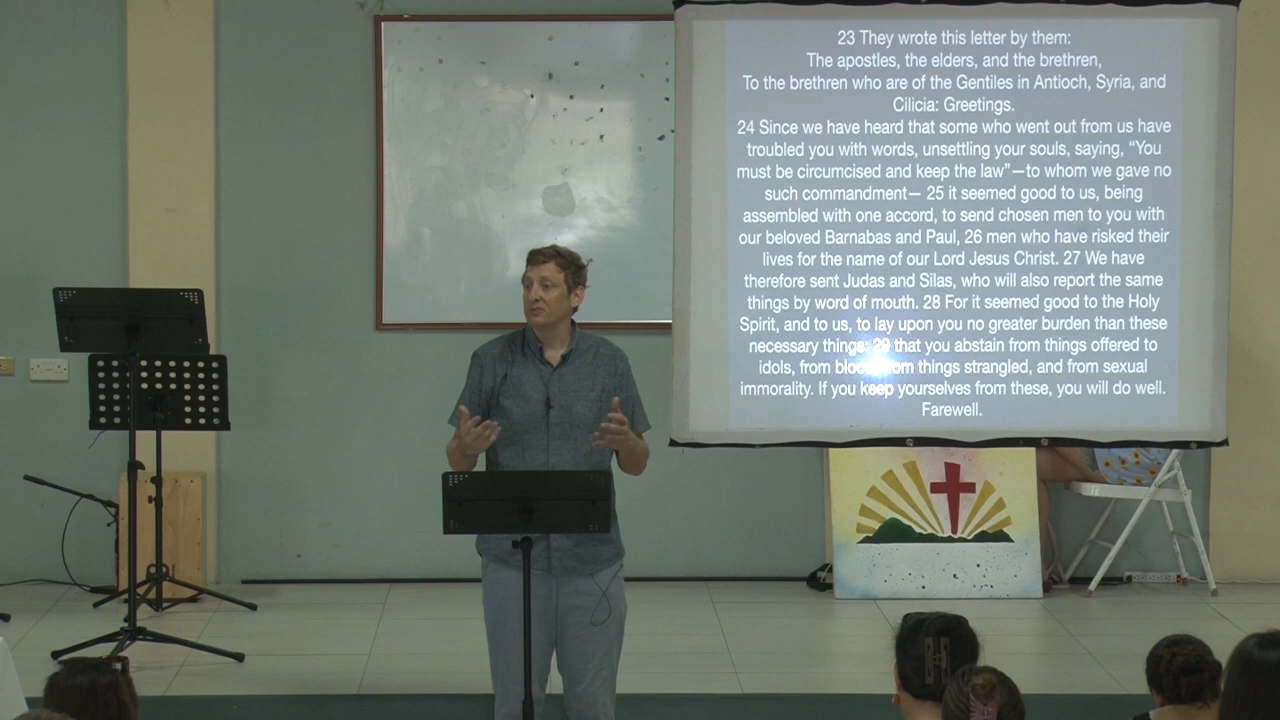 23 They wrote this letter by them:
The apostles, the elders, and the brethren,
To the brethren who are of the Gentiles in Antioch, Syria, and
Cilicia: Greetings.
24 Since we have heard that some who went out from us have
troubled you with words, unsettling your souls, saying, “You
must be circumcised and keep the law”—to whom we gave no
such commandment— 25 it seemed good to us, being
assembled with one accord, to send chosen men to you with
our beloved Barnabas and Paul, 26 men who have risked their
lives for the name of our Lord Jesus Christ. 27 We have
therefore sent Judas and Silas, who will also report the same
things by word of mouth. 28 For it seemed good to the Holy
Spirit, and to us, to lay upon you no greater burden than these
necessary things: 29 that you abstain from things offered to
idols, from blood, from things strangled, and from sexual
immorality. If you keep yourselves from these, you will do well.
Farewell.